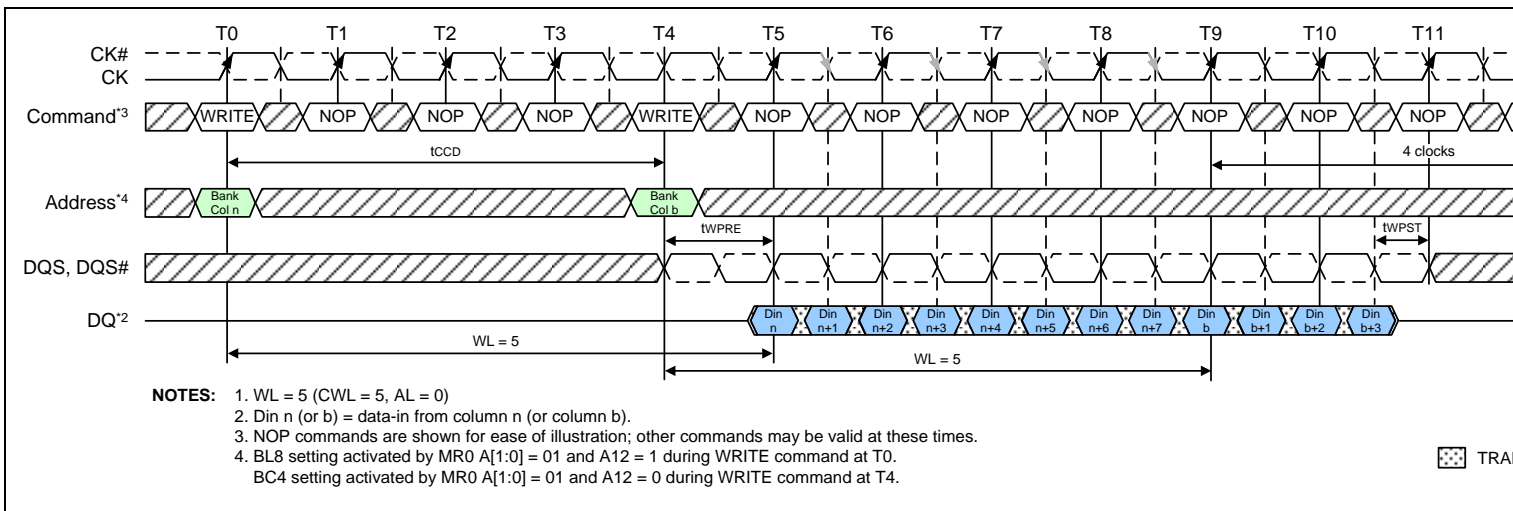 T0 T1 T2 T3 T4 T5 T6 T7 T8 T9 T10 T11
CK#
CK
Command*3 WRITE NOP NOP NOP WRITE NOP NOP NOP NOP NOP NOP NOP
tCCD 4 clocks
Address*4 Bank Col n Bank Col b
tWPRE tWPST
DQS, DQS#
DQ*2 Din n Din n+1 Din n+2 Din n+3 Din n+4 Din n+5 Din n+6 Din n+7 Din b Din b+1 Din b+2 Din b+3
WL = 5
WL = 5
NOTES: 1. WL = 5 (CWL = 5, AL = 0)
2. Din n (or b) = data-in from column n (or column b).
3. NOP commands are shown for ease of illustration; other commands may be valid at these times.
4. BL8 setting activated by MR0 A[1:0] = 01 and A12 = 1 during WRITE command at T0.
BC4 setting activated by MR0 A[1:0] = 01 and A12 = 0 during WRITE command at T4.